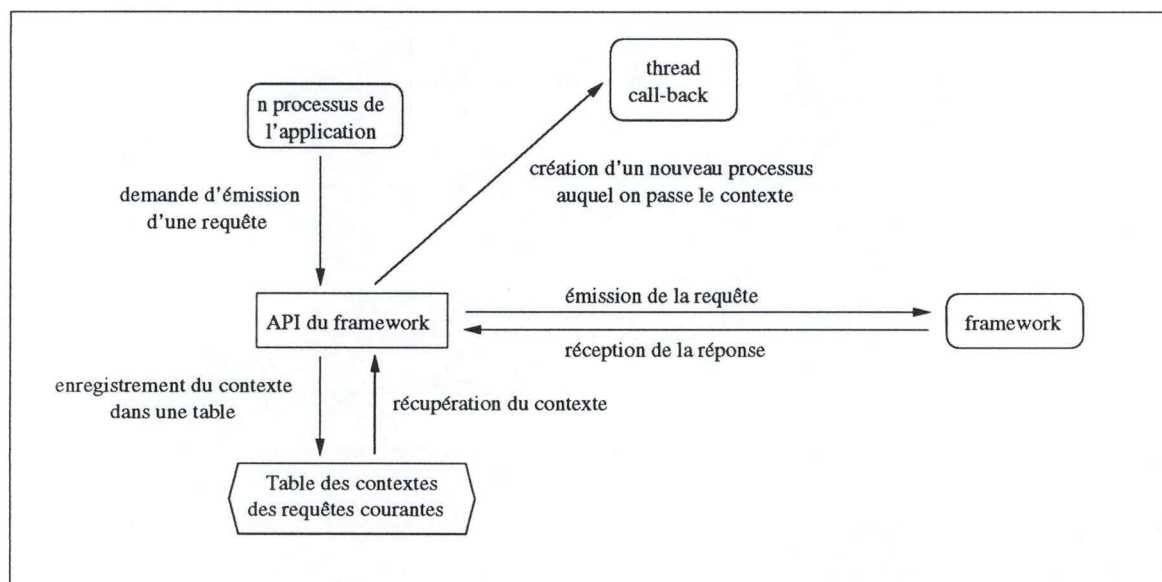 thread
call-back
n processus de
l'application
création d'un nouveau processus
auquel on passe le contexte
demande d'émission
d'une requête
émission de la requête
API du framework
framework
réception de la réponse
enregistrement du contexte
dans une table
récupération du contexte
Table des contextes
des requêtes courantes